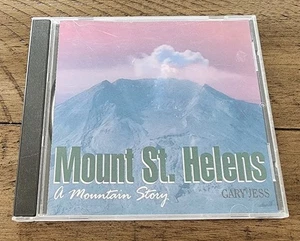 Mount St. Helens
A Mountain Story
GARY JESS